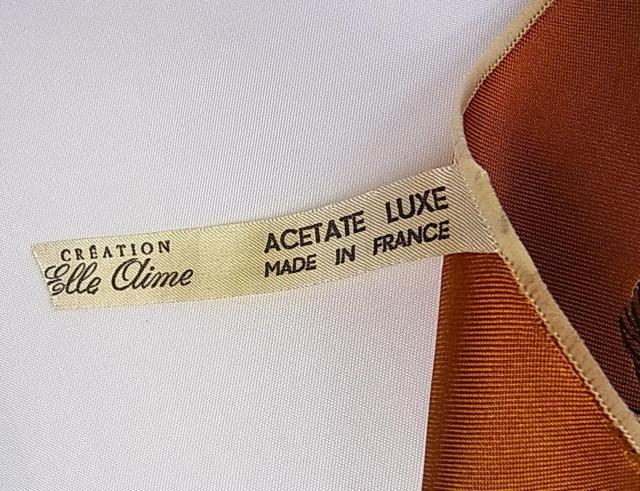 CRÉATION
Elle Aime
ACETATE LUXE
MADE IN FRANCE